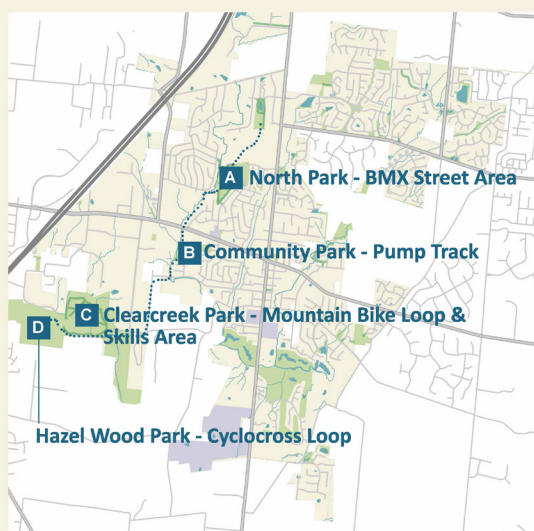 A North Park - BMX Street Area
B Community Park - Pump Track
C Clearcreek Park - Mountain Bike Loop &
Skills Area
D
Hazel Wood Park - Cyclocross Loop